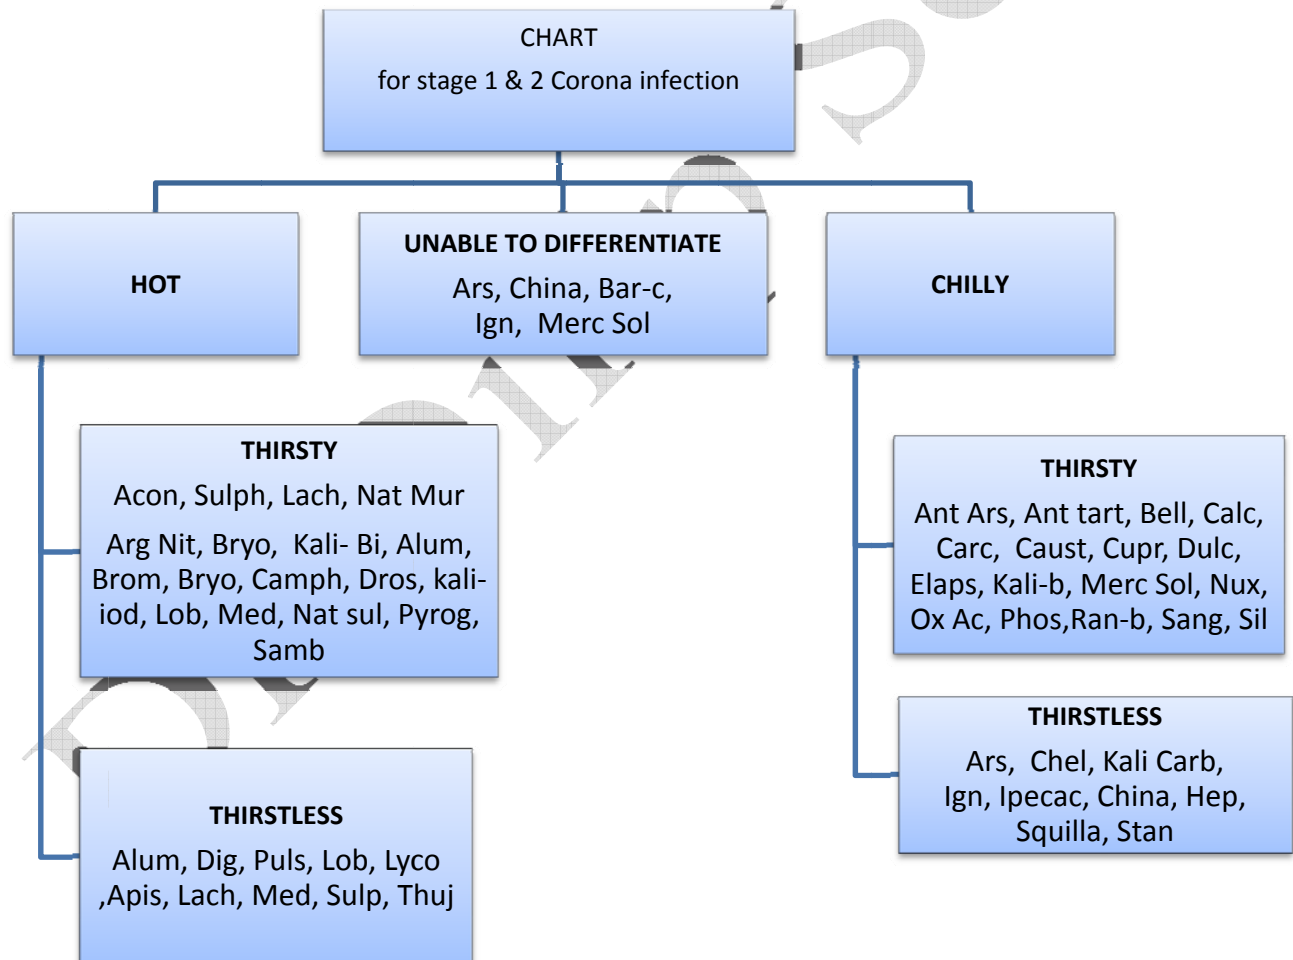 CHART
for stage 1 & 2 Corona infection
HOT
UNABLE TO DIFFERENTIATE
Ars, China, Bar-c,
Ign, Merc Sol
CHILLY
THIRSTY
Acon, Sulph, Lach, Nat Mur
Arg Nit, Bryo, Kali- Bi, Alum,
Brom, Bryo, Camph, Dros, kali-
iod, Lob, Med, Nat sul, Pyrog,
Samb
THIRSTLESS
Alum, Dig, Puls, Lob, Lyco
,Apis, Lach, Med, Sulp, Thuj
THIRSTY
Ant Ars, Ant tart, Bell, Calc,
Carc, Caust, Cupr, Dulc,
Elaps, Kali-b, Merc Sol, Nux,
Ox Ac, Phos,Ran-b, Sang, Sil
THIRSTLESS
Ars, Chel, Kali Carb,
Ign, Ipecac, China, Hep,
Squilla, Stan